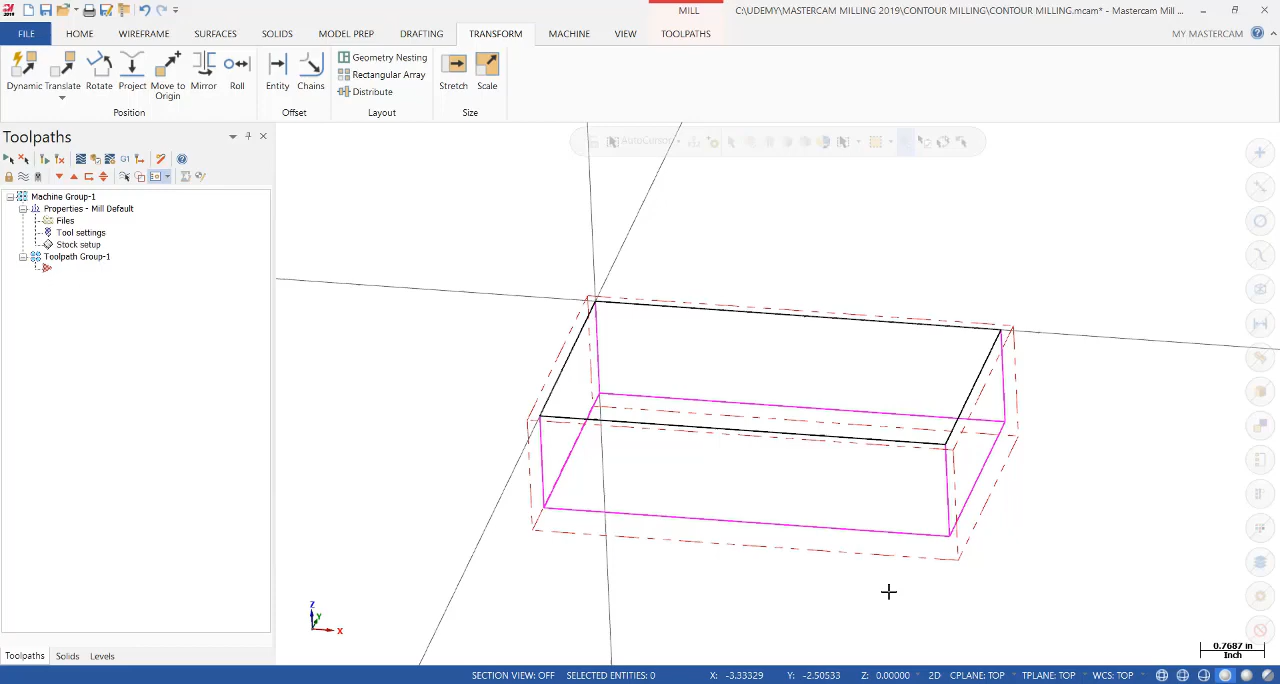 MILL
C:\UDEMY\MASTERCAM MILLING 2019\CONTOUR MILLING\CONTOUR MILLING.mcam* - Mastercam Mill ...
FILE HOME WIREFRAME SURFACES SOLIDS MODEL PREP DRAFTING TRANSFORM MACHINE VIEW TOOLPATHS MY MASTERCAM
Dynamic Translate Rotate Project Move to Origin Mirror Roll
Position
Entity Chains
Offset
Geometry Nesting
Rectangular Array
Distribute
Layout
Stretch Scale
Size
Toolpaths
AutoCursor
G1
Machine Group-1
Properties - Mill Default
Files
Tool settings
Stock setup
Toolpath Group-1
Z
Y
X
0.7687 in
Inch
Toolpaths Solids Levels
SECTION VIEW: OFF SELECTED ENTITIES: 0 X: -3.33329 Y: -2.50533 Z: 0.00000 2D CPLANE: TOP TPLANE: TOP WCS: TOP